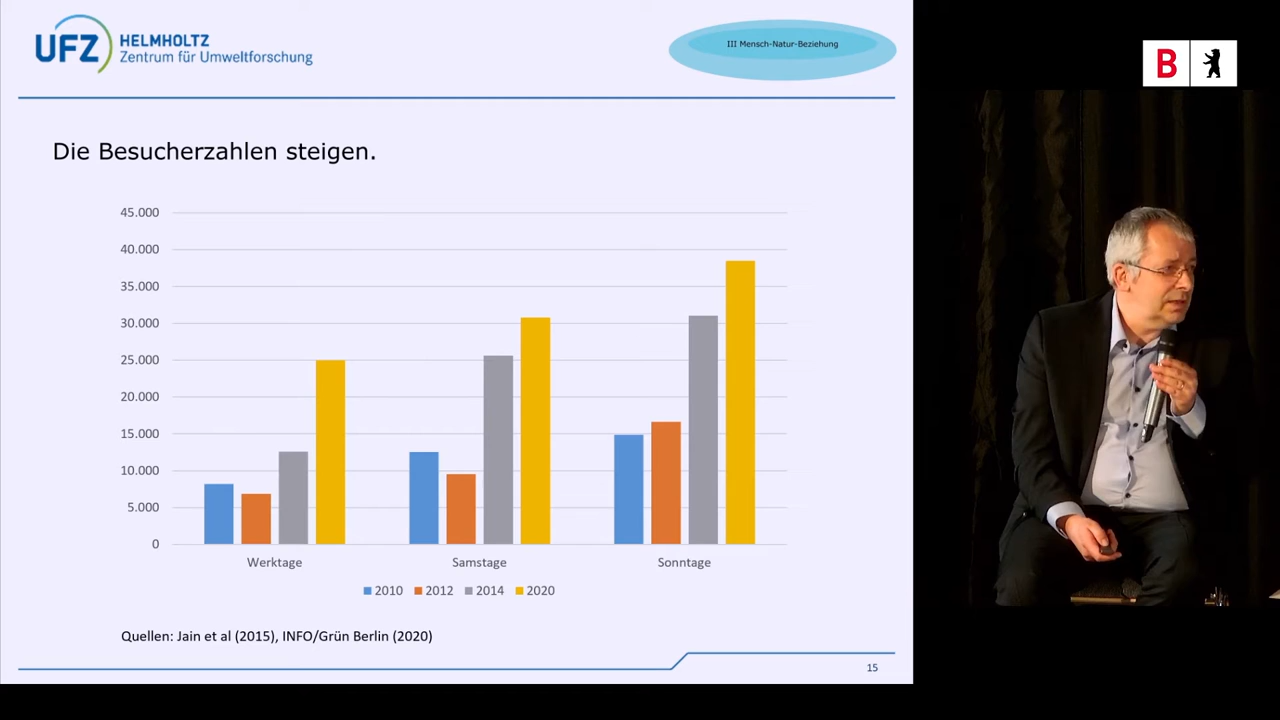 UFZ
HELMHOLTZ
Zentrum für Umweltforschung
III Mensch-Natur-Beziehung
B
Die Besucherzahlen steigen.
45.000
40.000
35.000
30.000
25.000
20.000
15.000
10.000
5.000
0
Werktage Samstage Sonntage
2010 2012 2014 2020
Quellen: Jain et al (2015), INFO/Grün Berlin (2020)
15